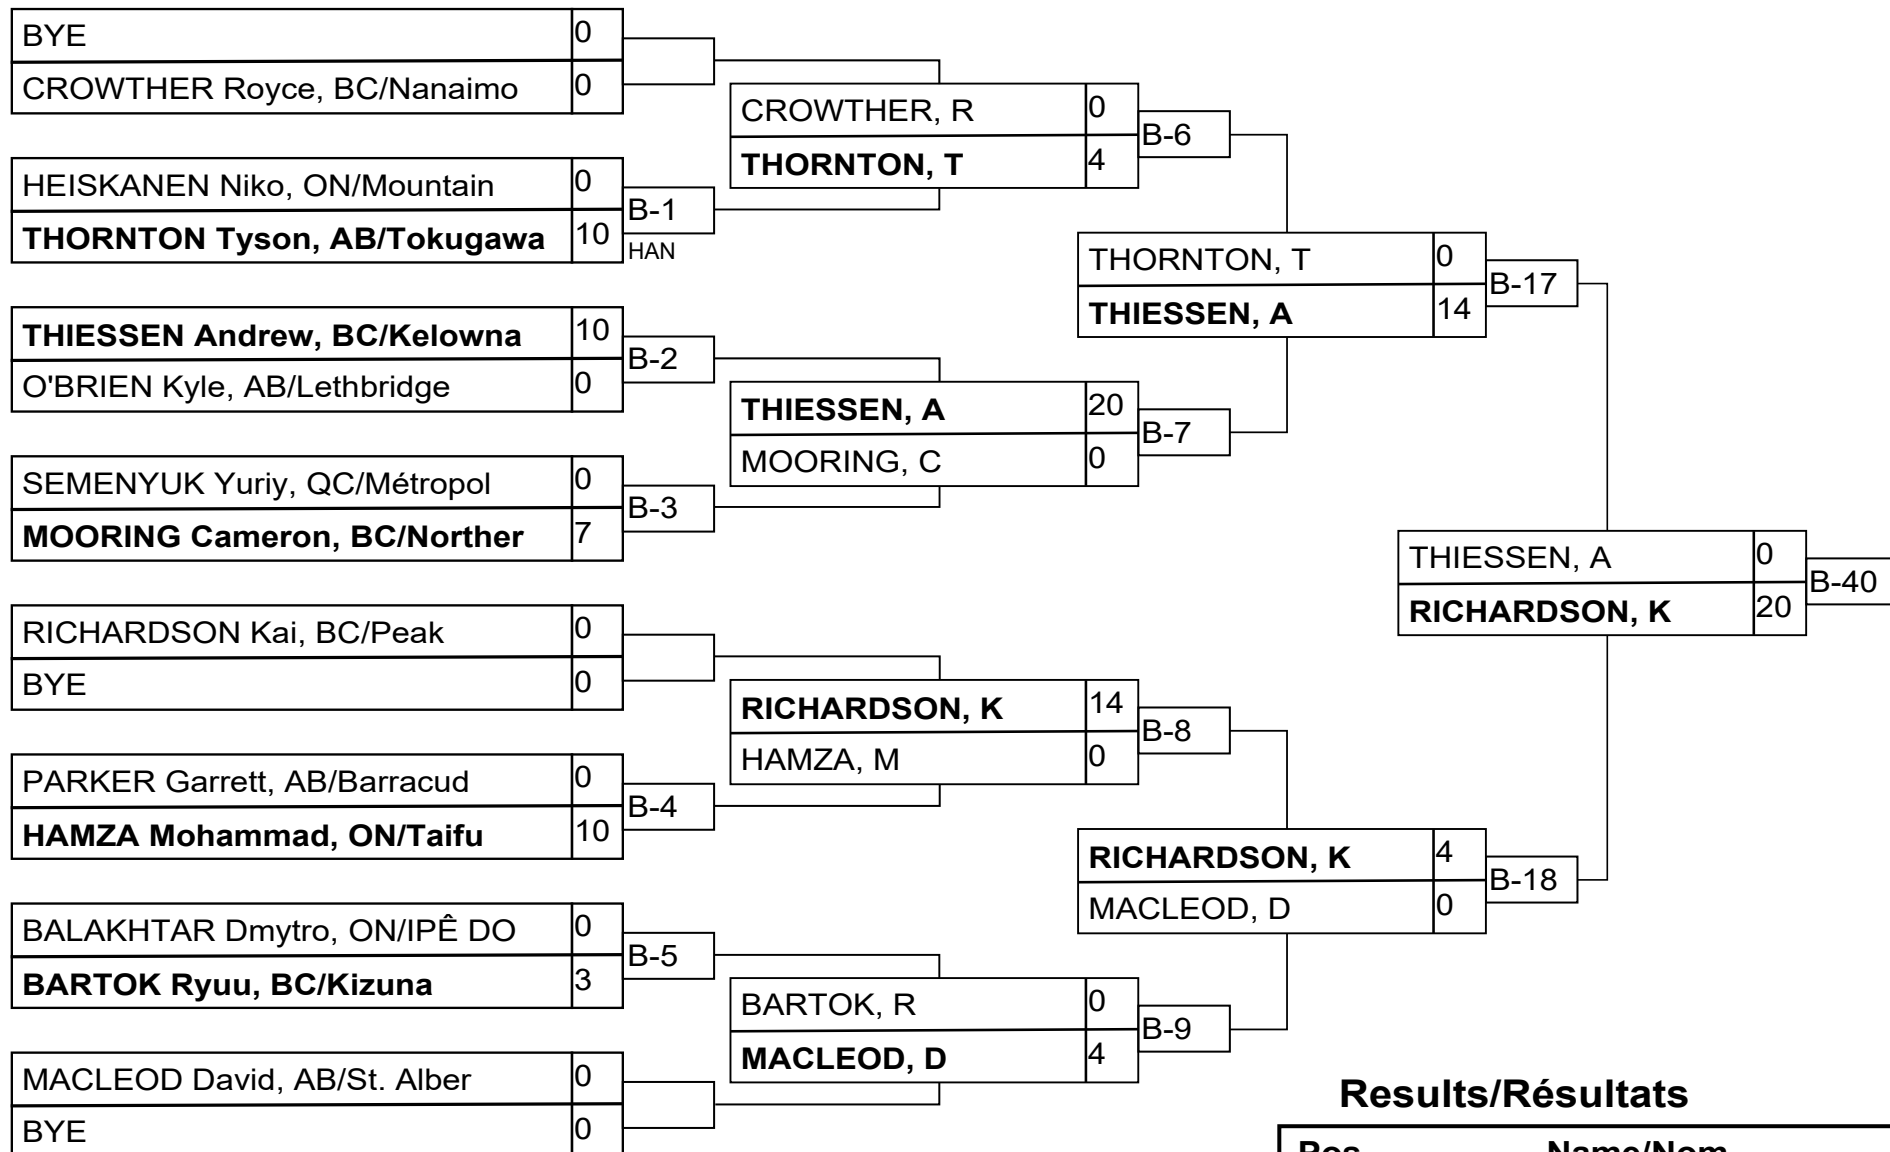 BYE 0
CROWTHER Royce, BC/Nanaimo 0
HEISKANEN Niko, ON/Mountain 0
THORNTON Tyson, AB/Tokugawa 10
B-1
HAN
THIESSEN Andrew, BC/Kelowna 10
O'BRIEN Kyle, AB/Lethbridge 0
B-2
SEMENYUK Yuriy, QC/Métropol 0
MOORING Cameron, BC/Norther 7
B-3
RICHARDSON Kai, BC/Peak 0
BYE 0
PARKER Garrett, AB/Barracud 0
HAMZA Mohammad, ON/Taifu 10
B-4
BALAKHTAR Dmytro, ON/IPÊ DO 0
BARTOK Ryuu, BC/Kizuna 3
B-5
MACLEOD David, AB/St. Alber 0
BYE 0
CROWTHER, R 0
THORNTON, T 4
B-6
THIESSEN, A 20
MOORING, C 0
B-7
RICHARDSON, K 14
HAMZA, M 0
B-8
BARTOK, R 0
MACLEOD, D 4
B-9
THORNTON, T 0
THIESSEN, A 14
B-17
RICHARDSON, K 4
MACLEOD, D 0
B-18
THIESSEN, A 0
RICHARDSON, K 20
B-40
Results/Résultats
Pos Name/Nom